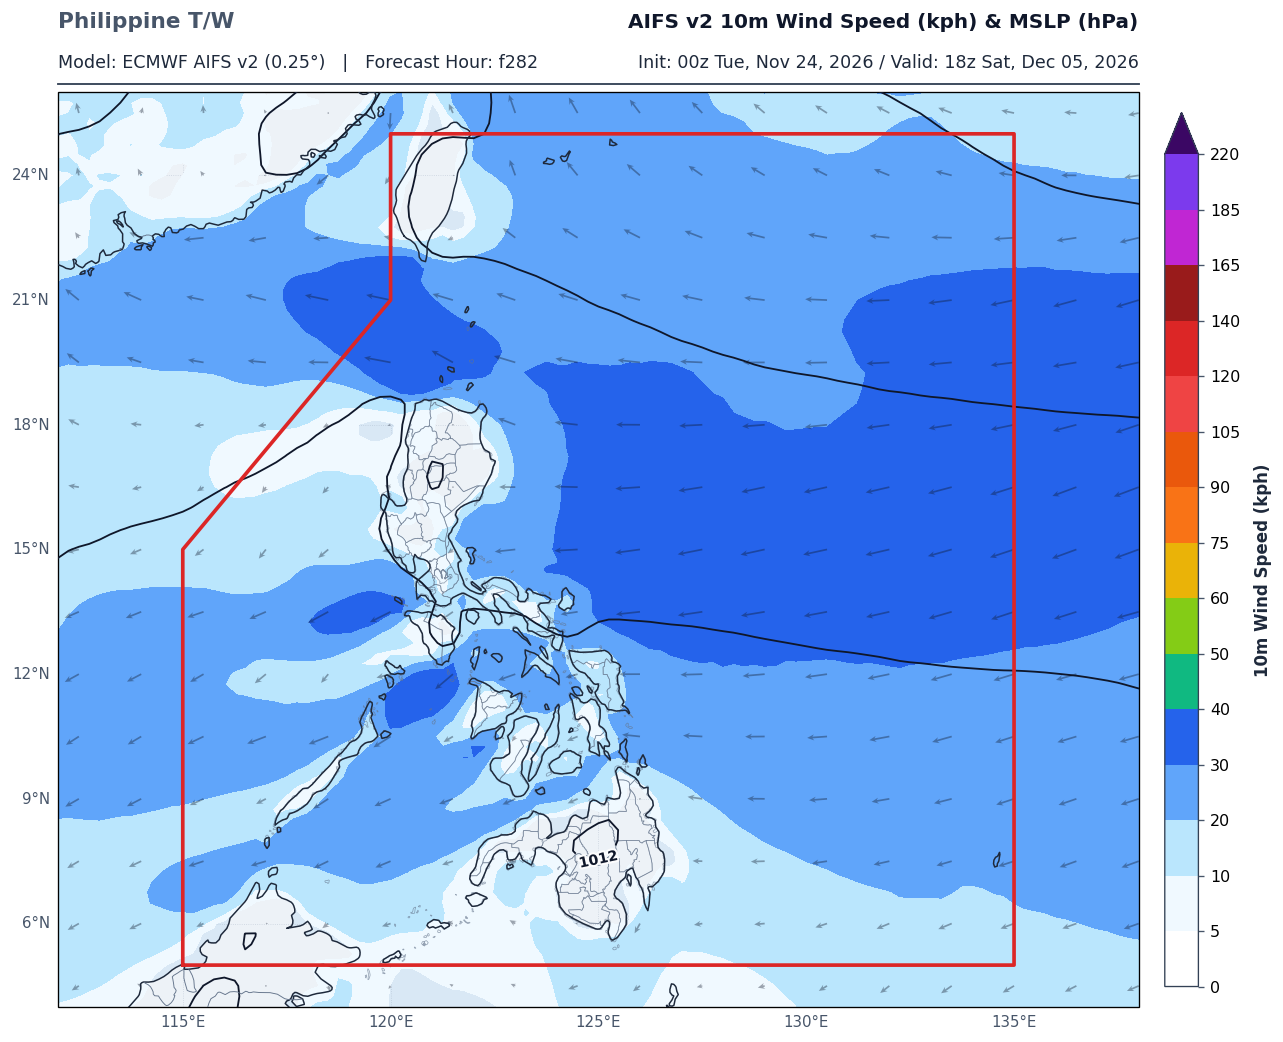 Philippine T/W
AIFS v2 10m Wind Speed (kph) & MSLP (hPa)
Model: ECMWF AIFS v2 (0.25°)   |   Forecast Hour: f282
Init: 00z Tue, Nov 24, 2026 / Valid: 18z Sat, Dec 05, 2026
24°N
21°N
18°N
15°N
12°N
9°N
6°N
115°E
120°E
125°E
130°E
135°E
1012
220
185
165
140
120
105
90
75
60
50
40
30
20
10
5
0
10m Wind Speed (kph)